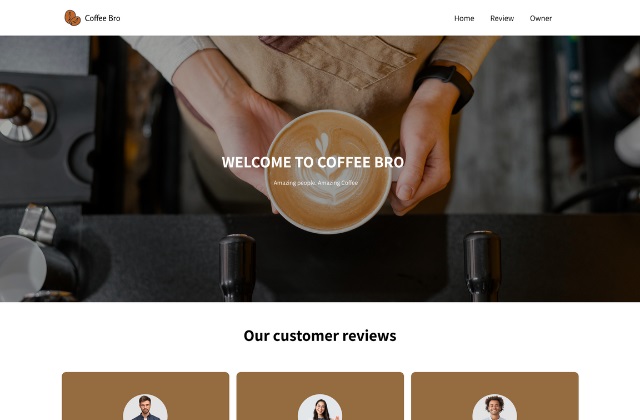 Coffee Bro
Home Review Owner
WELCOME TO COFFEE BRO
Amazing people. Amazing Coffee
Our customer reviews